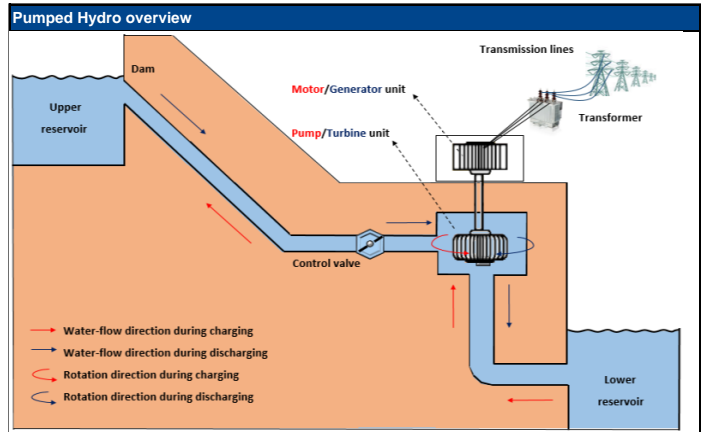 Pumped Hydro overview
Transmission lines
Dam
Motor/Generator unit
Upper
reservoir
Transformer
Pump/Turbine unit
Control valve
Water-flow direction during charging
Water-flow direction during discharging
Rotation direction during charging
Rotation direction during discharging
Lower
reservoir